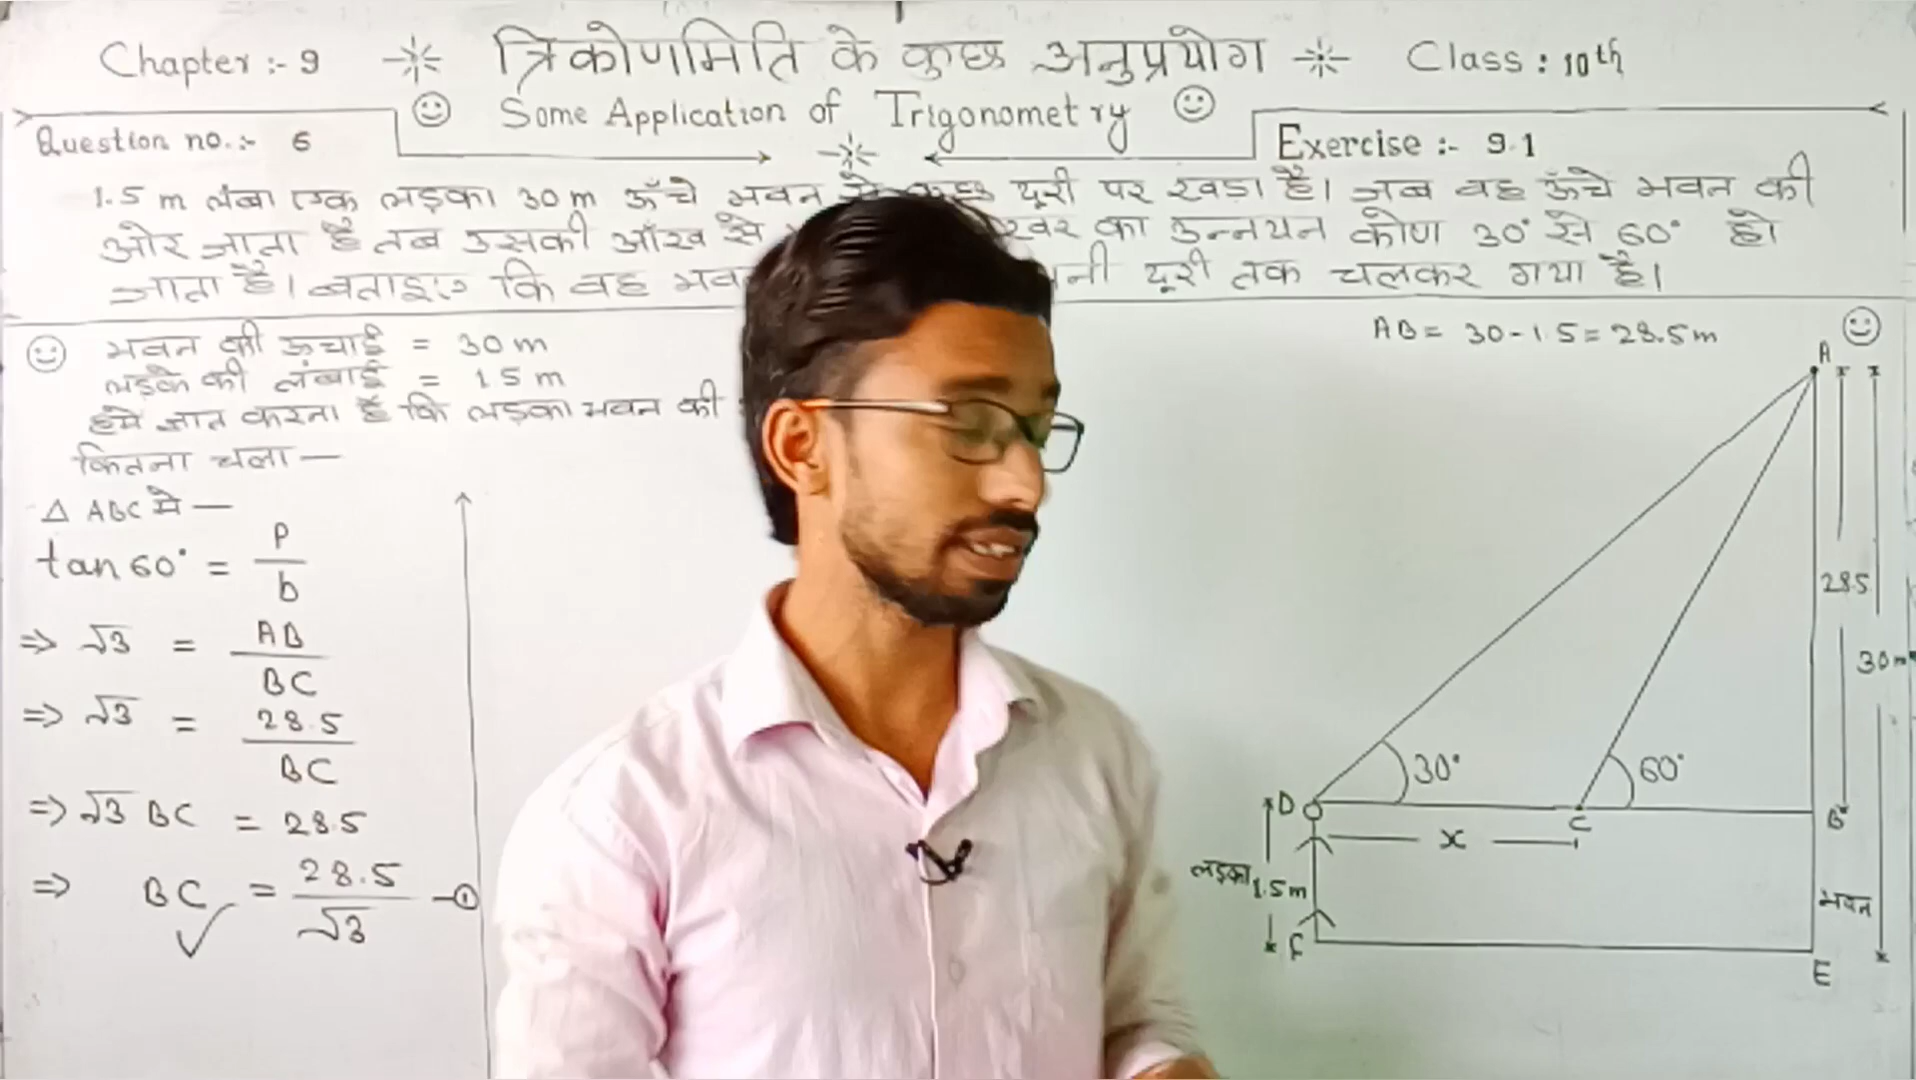 Chapter :- 9 त्रिकोणमिति के कुछ अनुप्रयोग Class : 10th
Some Application of Trigonometry
Question no. :- 6
Exercise :- 9.1
1.5 m लंबा एक लड़का 30 m ऊँचे भवन दूरी पर खड़ा है। जब वह ऊँचे भवन की
ओर जाता है तब उसकी आँख से का उन्नयन कोण 30° से 60° हो
जाता है। बताइए कि वह दूरी तक चलकर गया है।
भवन की ऊचाई = 30 m
लड़के की लंबाई = 1.5 m
हमे ज्ञात करना है कि लड़का भवन की
कितना चला —
△ ABC मे —
tan 60° = P / b
⇒ √3 = AB / BC
⇒ √3 = 28.5 / BC
⇒ √3 BC = 28.5
⇒ BC = 28.5 / √3 —①
✓
AB = 30 - 1.5 = 28.5 m
A
28.5
30 m
30°
60°
D
C
B
x
लड़का 1.5 m
भवन
F
E